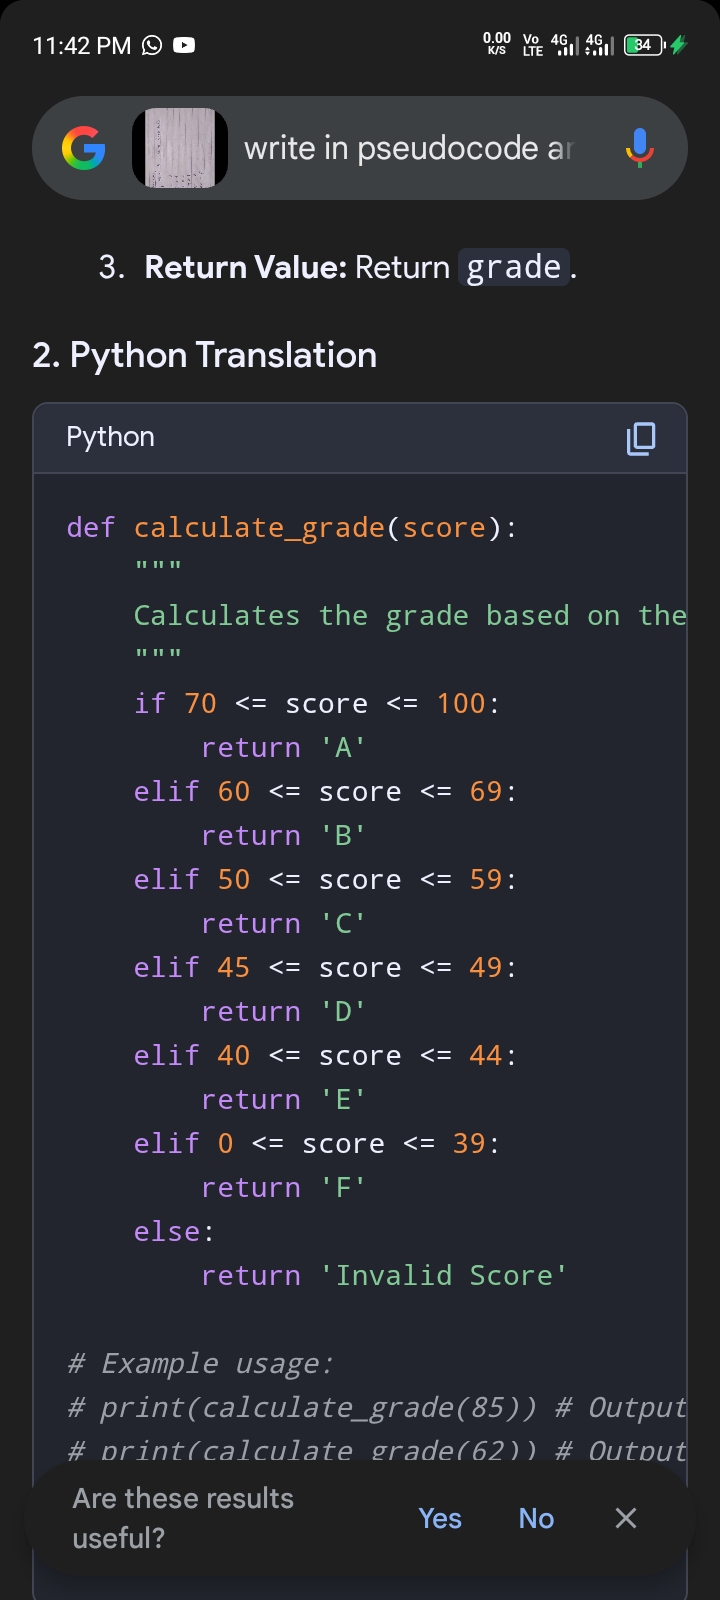 11:42 PM
0.00 K/S Vo LTE 4G 4G 34
write in pseudocode ar
3. Return Value: Return grade.
2. Python Translation
Python
def calculate_grade(score):
    """
    Calculates the grade based on the
    """
    if 70 <= score <= 100:
        return 'A'
    elif 60 <= score <= 69:
        return 'B'
    elif 50 <= score <= 59:
        return 'C'
    elif 45 <= score <= 49:
        return 'D'
    elif 40 <= score <= 44:
        return 'E'
    elif 0 <= score <= 39:
        return 'F'
    else:
        return 'Invalid Score'
# Example usage:
# print(calculate_grade(85)) # Output
# print(calculate_grade(62)) # Output
Are these results useful? Yes No